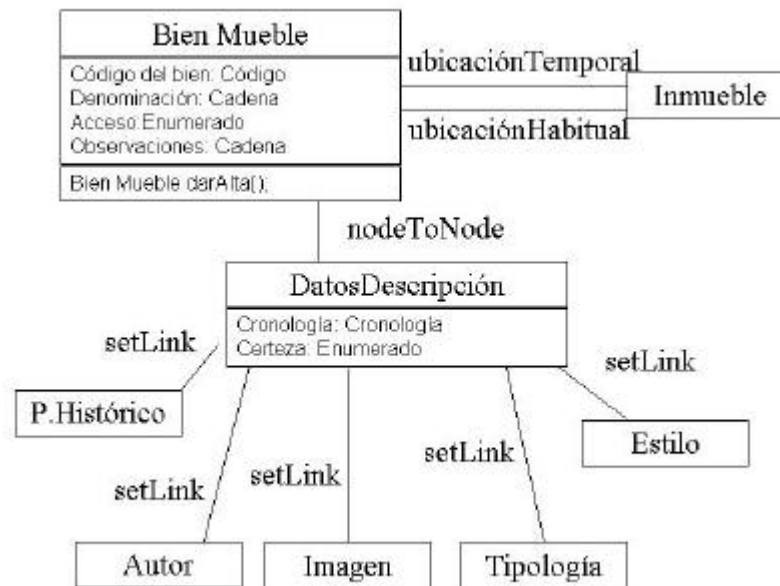 Bien Mueble
Código del bien: Código
Denominación: Cadena
Acceso:Enumerado
Observaciones: Cadena
Bien Mueble darAlta();
ubicaciónTemporal
Inmueble
ubicaciónHabitual
nodeToNode
DatosDescripción
Cronología: Cronología
Certeza: Enumerado
setLink
P.Histórico
setLink
Estilo
setLink
setLink
setLink
Autor
Imagen
Tipología